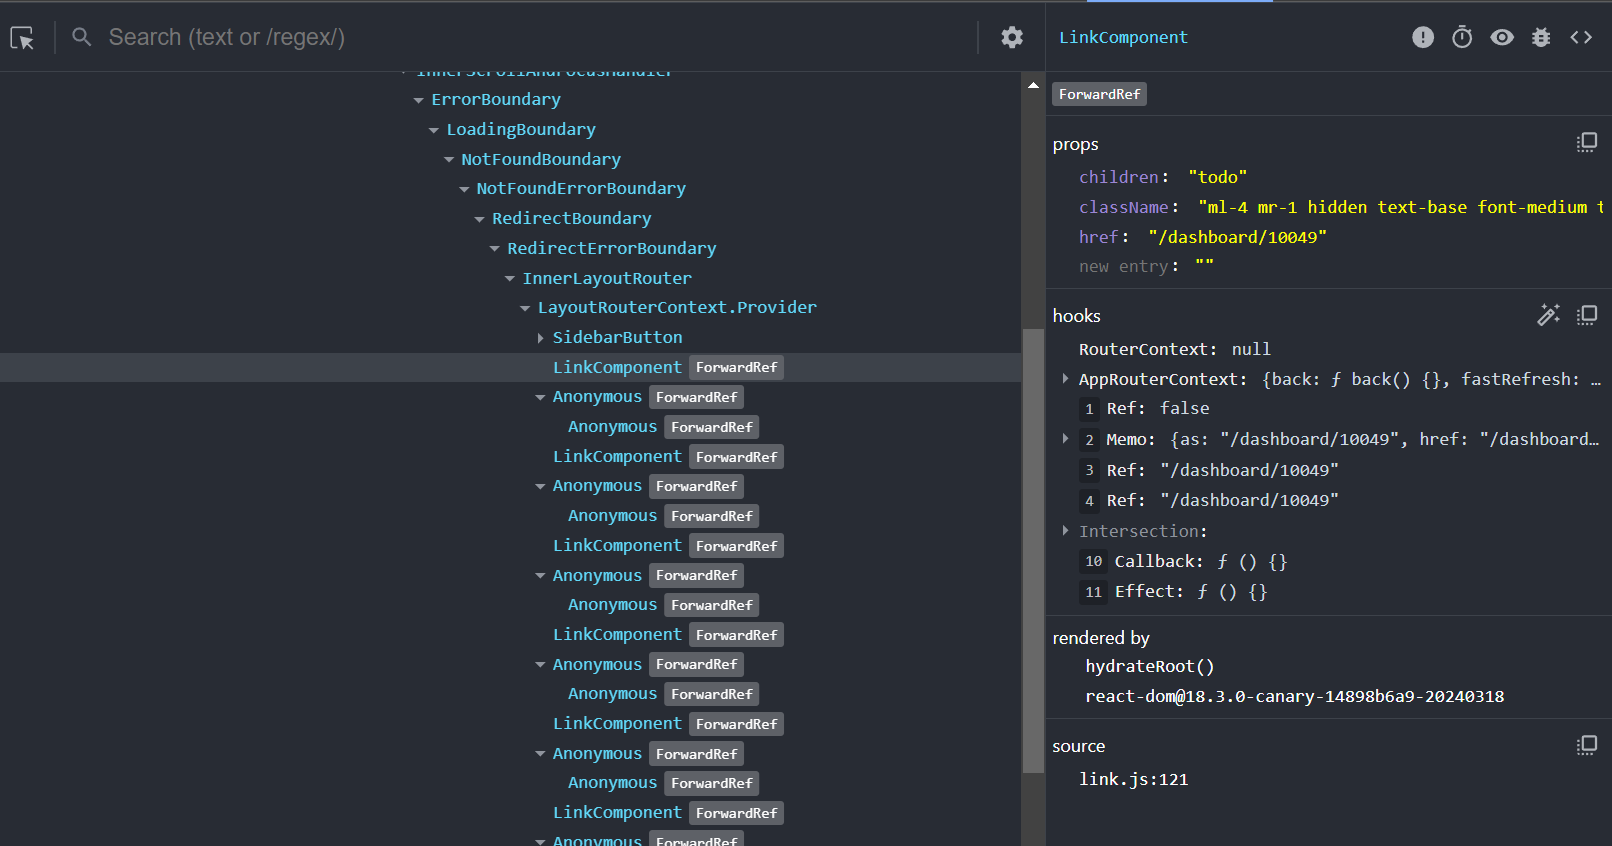 Search (text or /regex/)
InnerScrollAndFocusHandler
ErrorBoundary
LoadingBoundary
NotFoundBoundary
NotFoundErrorBoundary
RedirectBoundary
RedirectErrorBoundary
InnerLayoutRouter
LayoutRouterContext.Provider
SidebarButton
LinkComponent ForwardRef
Anonymous ForwardRef
Anonymous ForwardRef
LinkComponent ForwardRef
Anonymous ForwardRef
Anonymous ForwardRef
LinkComponent ForwardRef
Anonymous ForwardRef
Anonymous ForwardRef
LinkComponent ForwardRef
Anonymous ForwardRef
Anonymous ForwardRef
LinkComponent ForwardRef
Anonymous ForwardRef
Anonymous ForwardRef
LinkComponent ForwardRef
Anonymous ForwardRef
LinkComponent
ForwardRef
props
children: "todo"
className: "ml-4 mr-1 hidden text-base font-medium t
href: "/dashboard/10049"
new entry: ""
hooks
RouterContext: null
AppRouterContext: {back: ƒ back() {}, fastRefresh: …
1 Ref: false
2 Memo: {as: "/dashboard/10049", href: "/dashboard…
3 Ref: "/dashboard/10049"
4 Ref: "/dashboard/10049"
Intersection:
10 Callback: ƒ () {}
11 Effect: ƒ () {}
rendered by
hydrateRoot()
react-dom@18.3.0-canary-14898b6a9-20240318
source
link.js:121